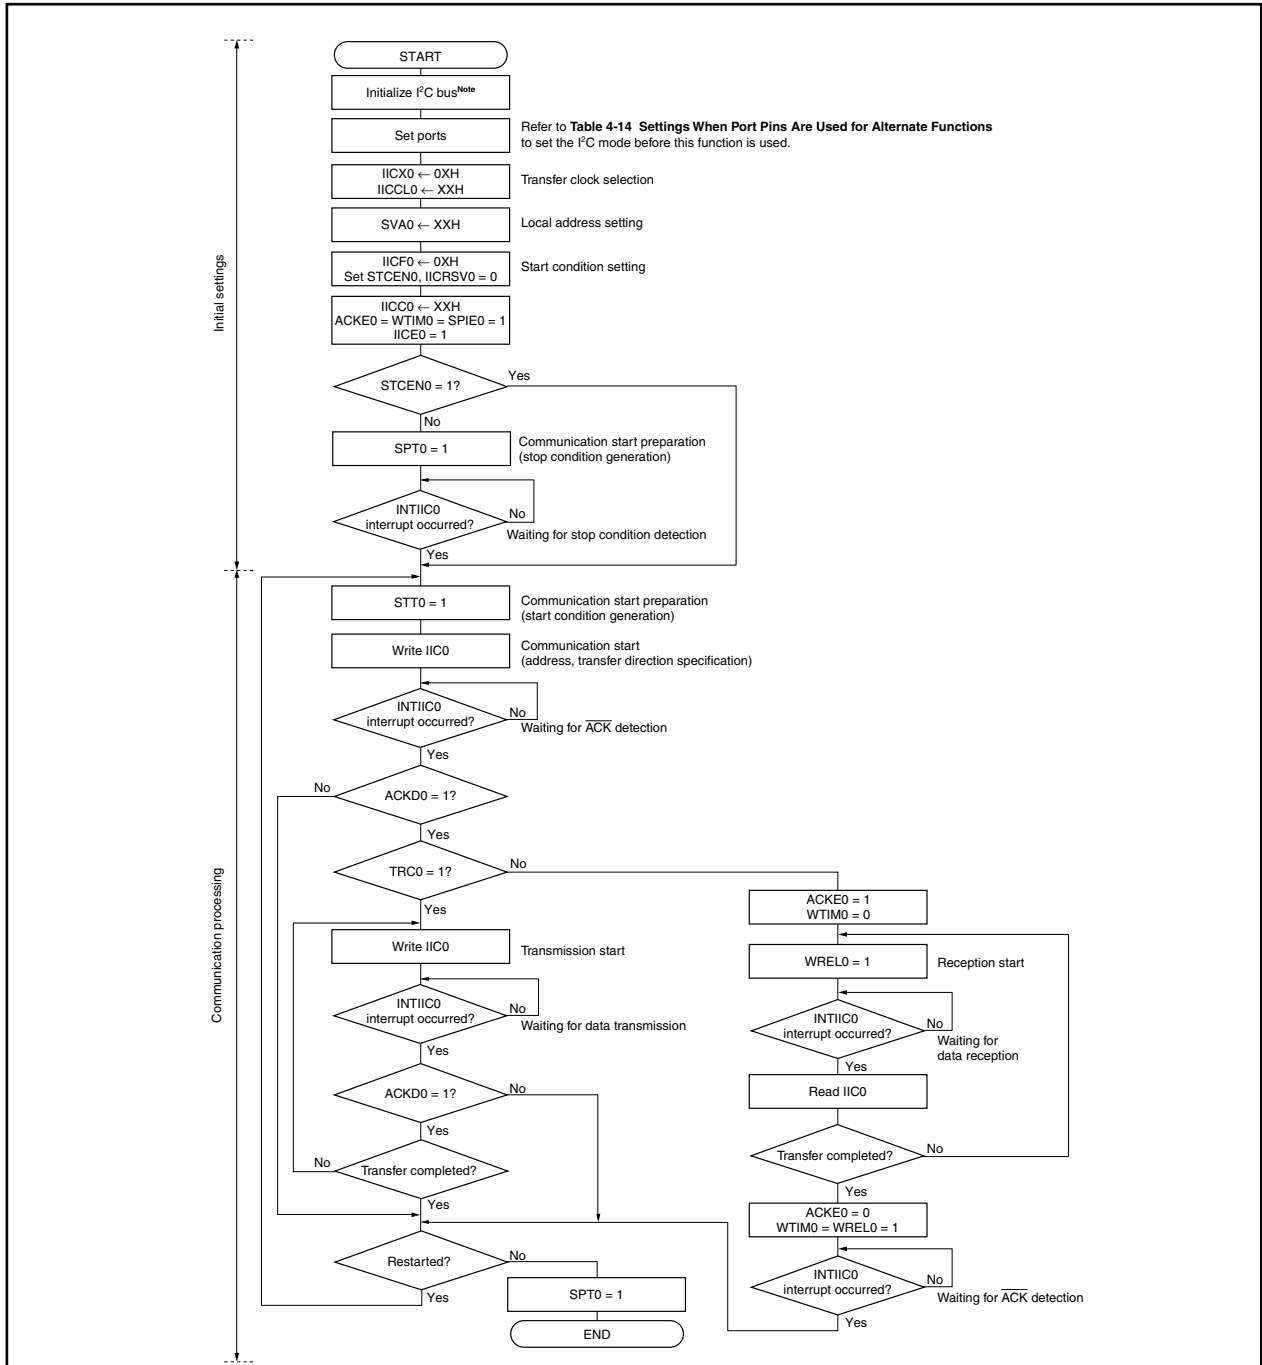 START
Initialize I²C bus^Note
Set ports
Refer to Table 4-14 Settings When Port Pins Are Used for Alternate Functions
to set the I²C mode before this function is used.
IICX0 ← 0XH
IICCL0 ← XXH
Transfer clock selection
SVA0 ← XXH
Local address setting
IICF0 ← 0XH
Set STCEN0, IICRSV0 = 0
Start condition setting
IICC0 ← XXH
ACKE0 = WTIM0 = SPIE0 = 1
IICE0 = 1
Initial settings
STCEN0 = 1?
Yes
No
SPT0 = 1
Communication start preparation
(stop condition generation)
INTIIC0
interrupt occurred?
No
Waiting for stop condition detection
Yes
STT0 = 1
Communication start preparation
(start condition generation)
Write IIC0
Communication start
(address, transfer direction specification)
INTIIC0
interrupt occurred?
No
Waiting for A̅C̅K̅ detection
Yes
No
ACKD0 = 1?
Yes
TRC0 = 1?
No
Yes
Communication processing
Write IIC0
Transmission start
INTIIC0
interrupt occurred?
No
Waiting for data transmission
Yes
ACKD0 = 1?
No
Yes
No
Transfer completed?
Yes
Restarted?
No
Yes
SPT0 = 1
END
ACKE0 = 1
WTIM0 = 0
WREL0 = 1
Reception start
INTIIC0
interrupt occurred?
No
Waiting for
data reception
Yes
Read IIC0
Transfer completed?
No
Yes
ACKE0 = 0
WTIM0 = WREL0 = 1
INTIIC0
interrupt occurred?
No
Waiting for A̅C̅K̅ detection
Yes